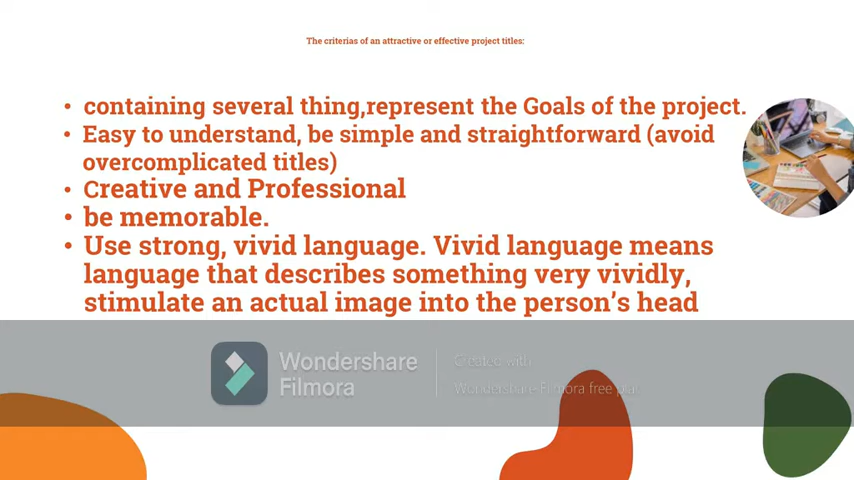 The criterias of an attractive or effective project titles:
• containing several thing,represent the Goals of the project.
• Easy to understand, be simple and straightforward (avoid
overcomplicated titles)
• Creative and Professional
• be memorable.
• Use strong, vivid language. Vivid language means
language that describes something very vividly,
stimulate an actual image into the person's head
Wondershare
Filmora
Created with
Wondershare Filmora free